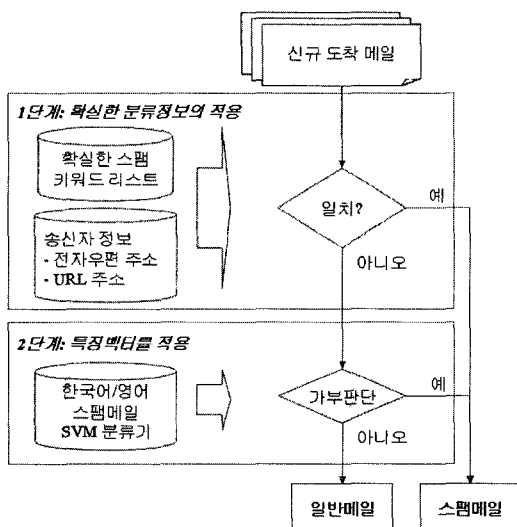 신규 도착 메일
1단계: 확실한 분류정보의 적용
확실한 스팸
키워드 리스트
송신자 정보
- 전자우편 주소
- URL 주소
일치?
예
아니오
2단계: 특징벡터를 적용
한국어/영어
스팸메일
SVM 분류기
가부판단
예
아니오
일반메일
스팸메일